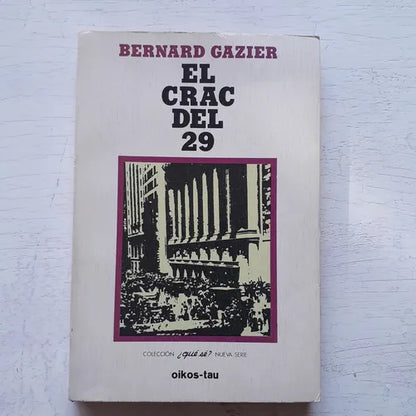 BERNARD GAZIER
EL
CRAC
DEL
29
COLECCIÓN ¿qué sé? NUEVA SERIE
oikos-tau